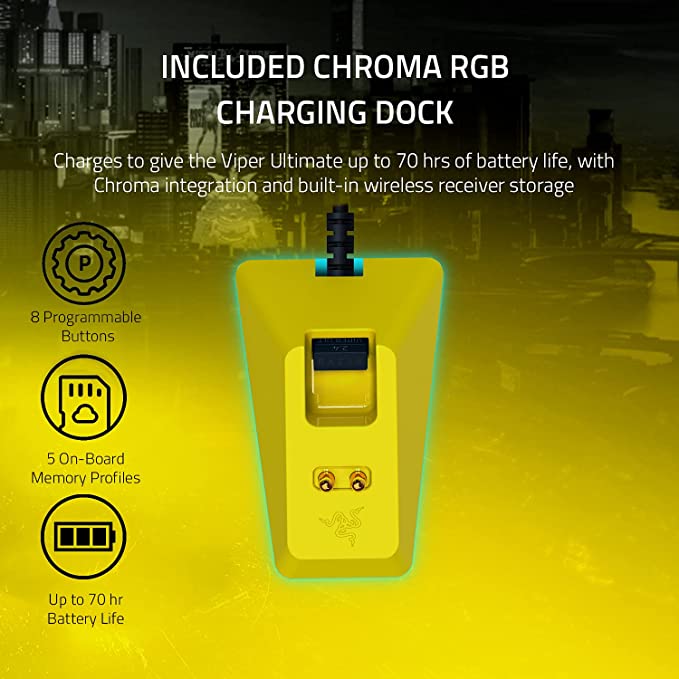 INCLUDED CHROMA RGB
CHARGING DOCK
Charges to give the Viper Ultimate up to 70 hrs of battery life, with
Chroma integration and built-in wireless receiver storage
P
8 Programmable
Buttons
5 On-Board
Memory Profiles
Up to 70 hr
Battery Life